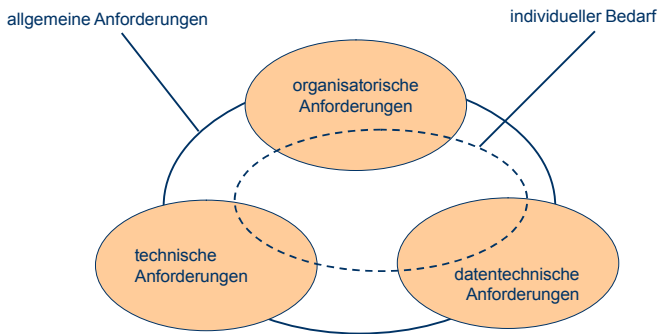 allgemeine Anforderungen
individueller Bedarf
organisatorische
Anforderungen
technische
Anforderungen
datentechnische
Anforderungen